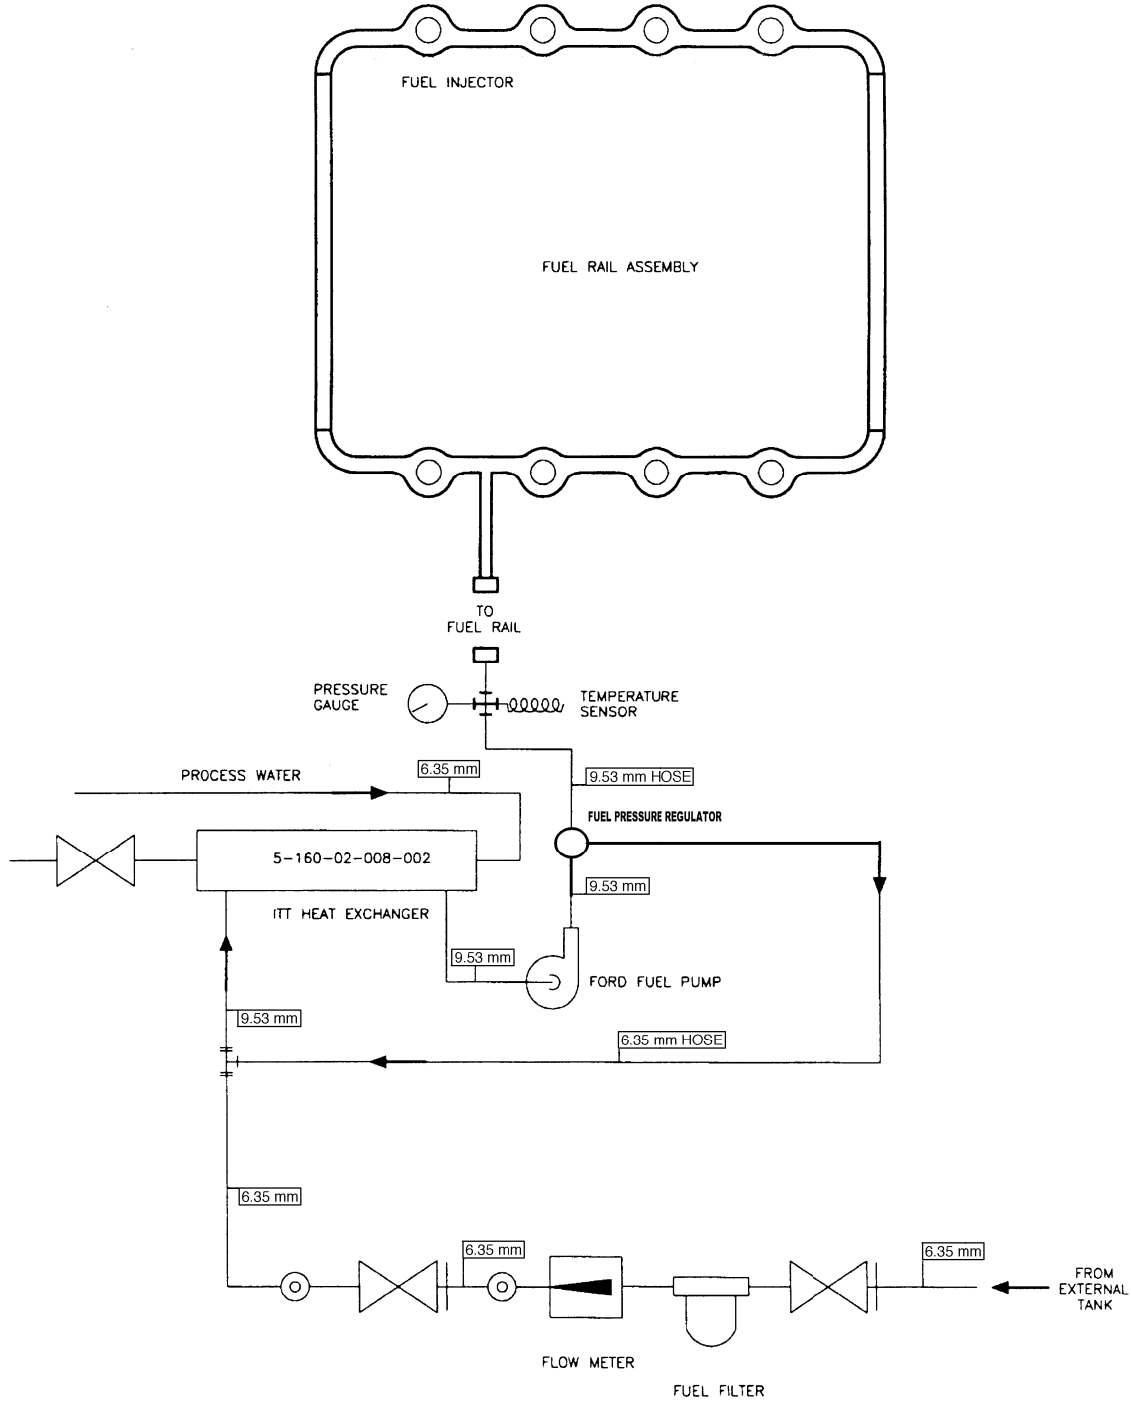 FUEL INJECTOR
FUEL RAIL ASSEMBLY
TO
FUEL RAIL
PRESSURE
GAUGE
TEMPERATURE
SENSOR
PROCESS WATER
6.35 mm
9.53 mm HOSE
FUEL PRESSURE REGULATOR
5-160-02-008-002
9.53 mm
ITT HEAT EXCHANGER
9.53 mm
FORD FUEL PUMP
9.53 mm
6.35 mm HOSE
6.35 mm
6.35 mm
6.35 mm
FROM
EXTERNAL
TANK
FLOW METER
FUEL FILTER